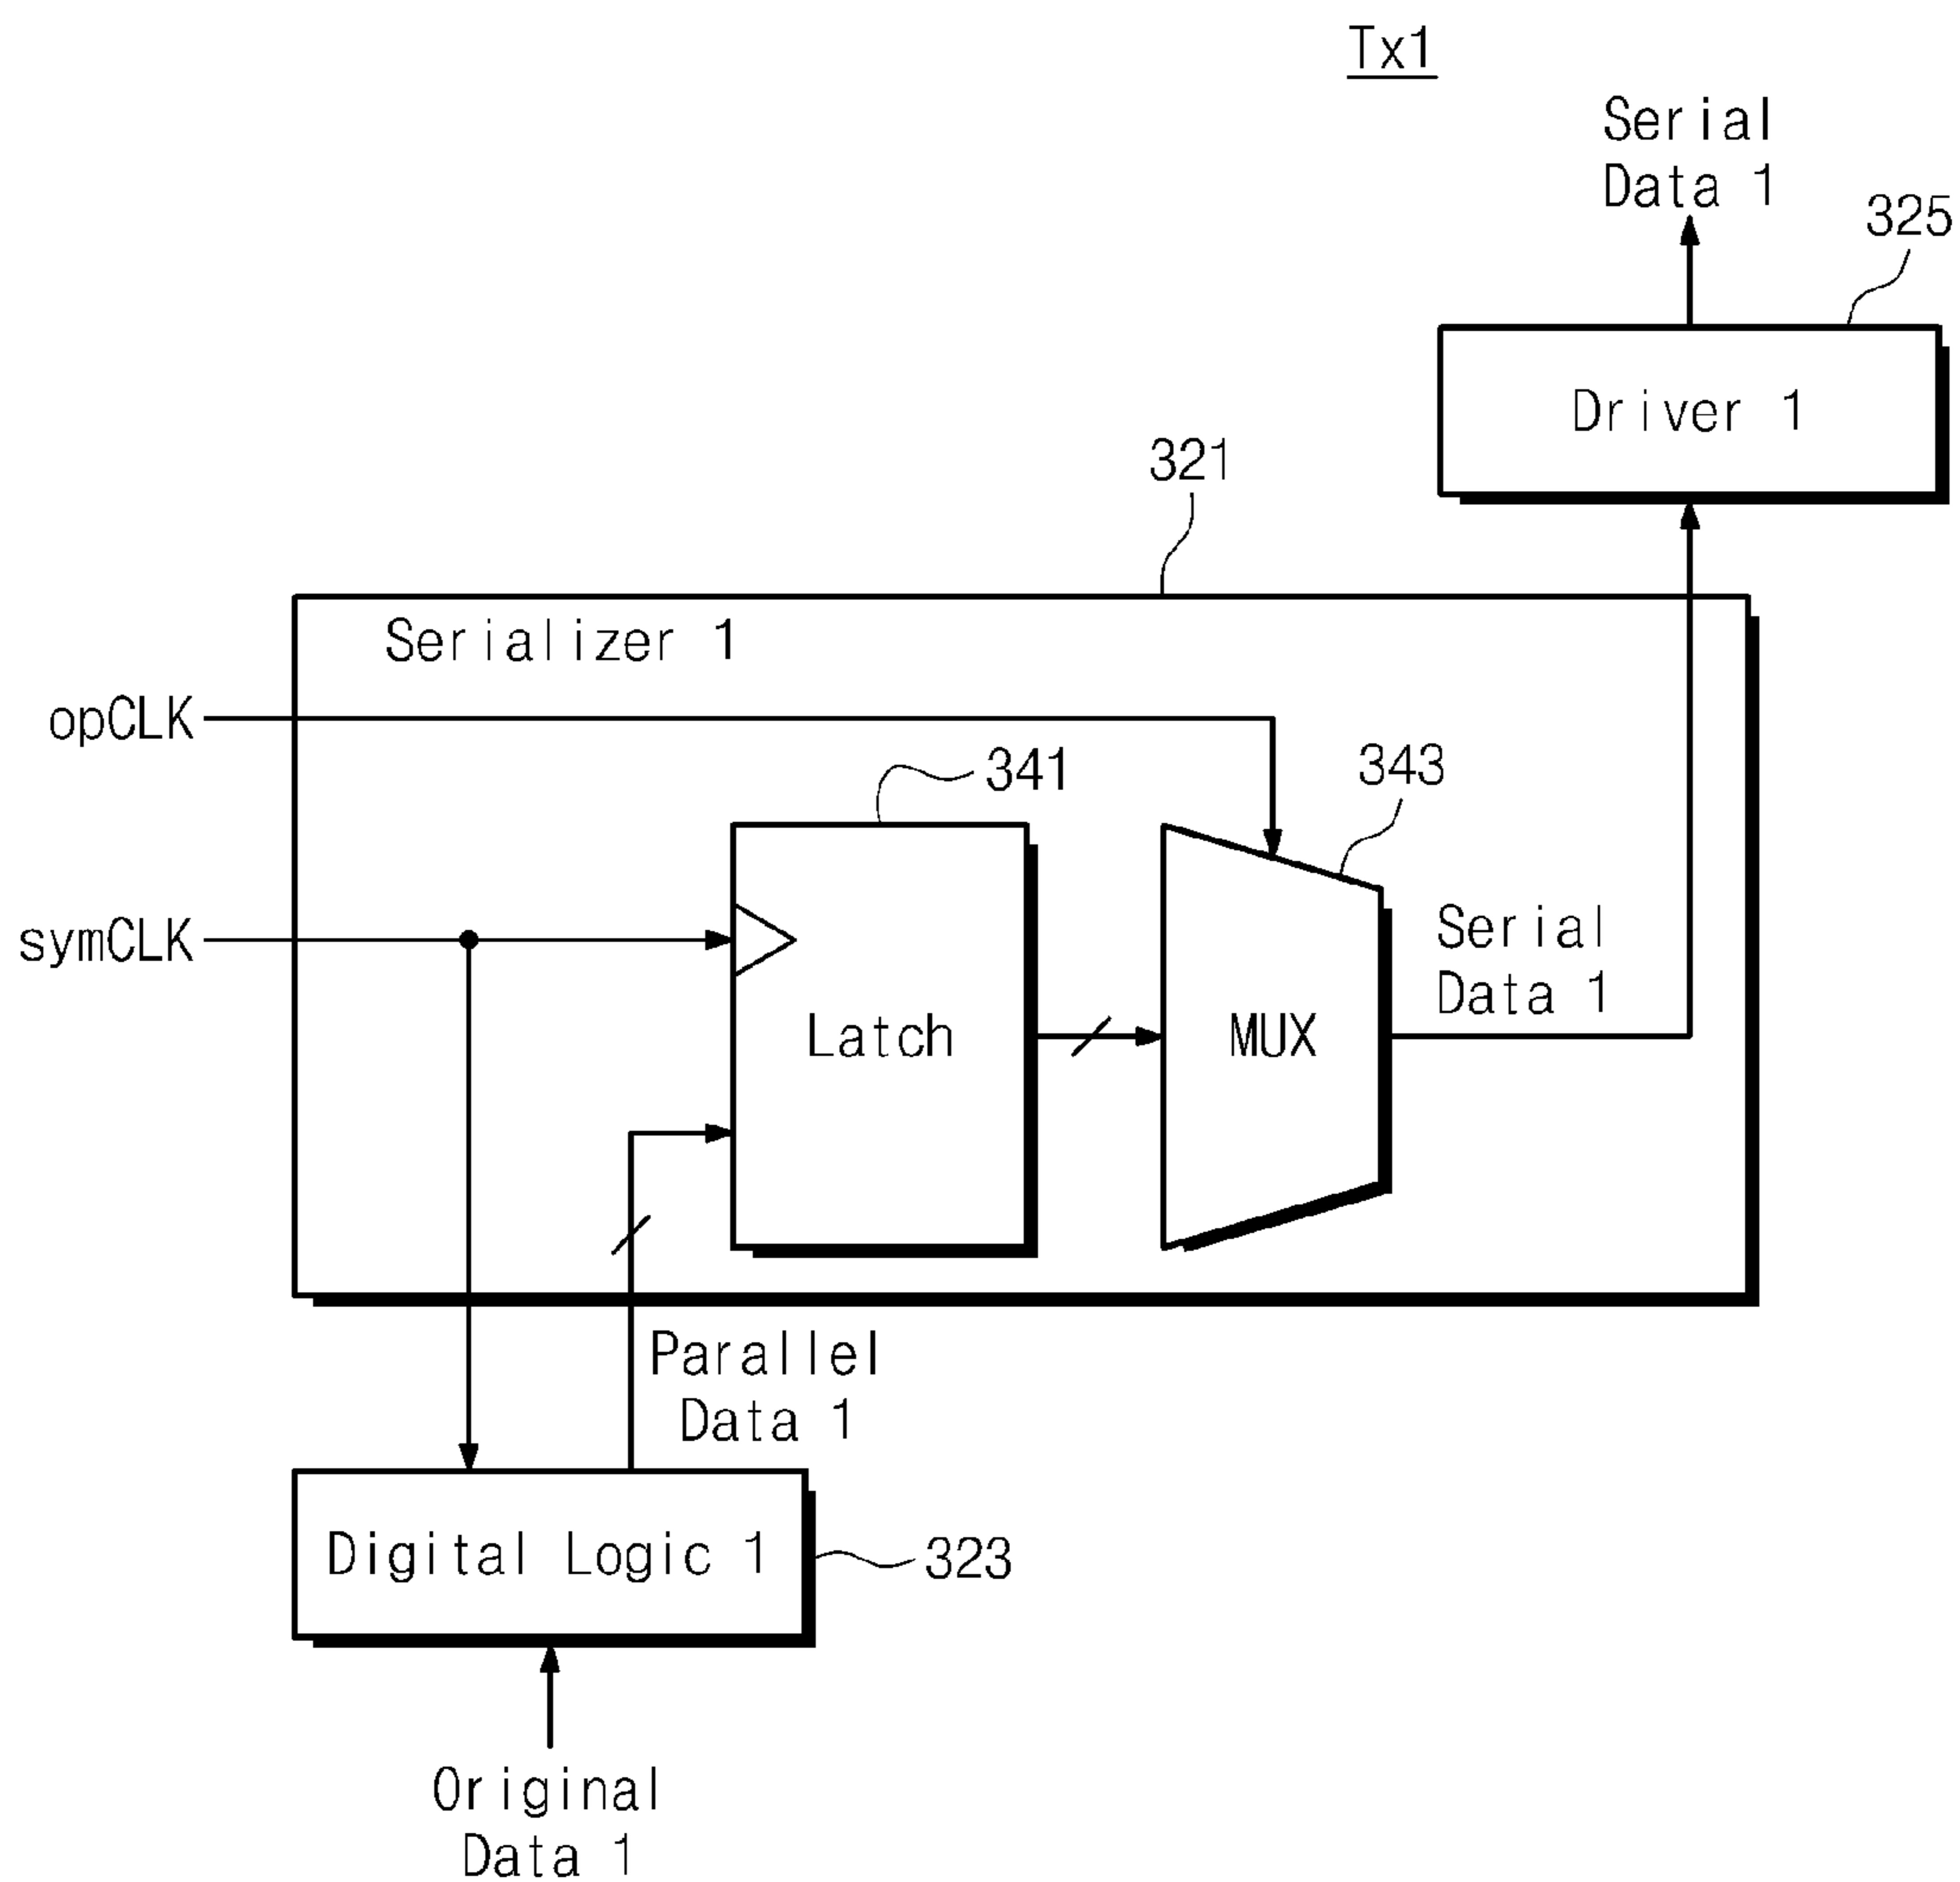 Tx1
Serial
Data 1
325
Driver 1
321
Serializer 1
opCLK
341
343
symCLK
Serial
Data 1
Latch
MUX
Parallel
Data 1
Digital Logic 1
323
Original
Data 1